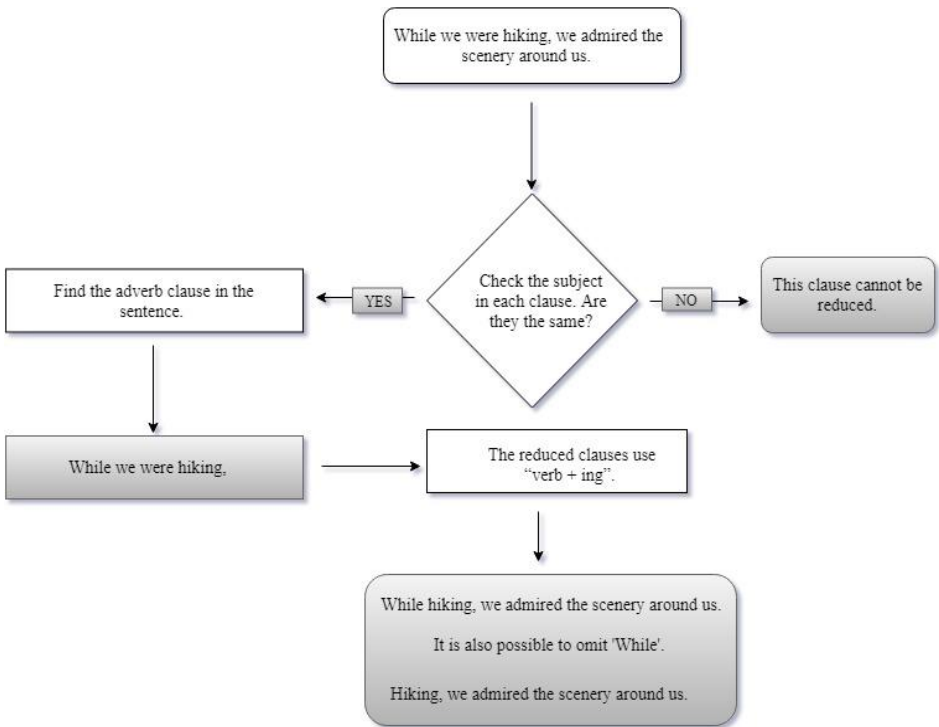 While we were hiking, we admired the
scenery around us.
Check the subject
in each clause. Are
they the same?
YES
NO
Find the adverb clause in the
sentence.
This clause cannot be
reduced.
While we were hiking,
The reduced clauses use
“verb + ing”.
While hiking, we admired the scenery around us.
It is also possible to omit 'While'.
Hiking, we admired the scenery around us.